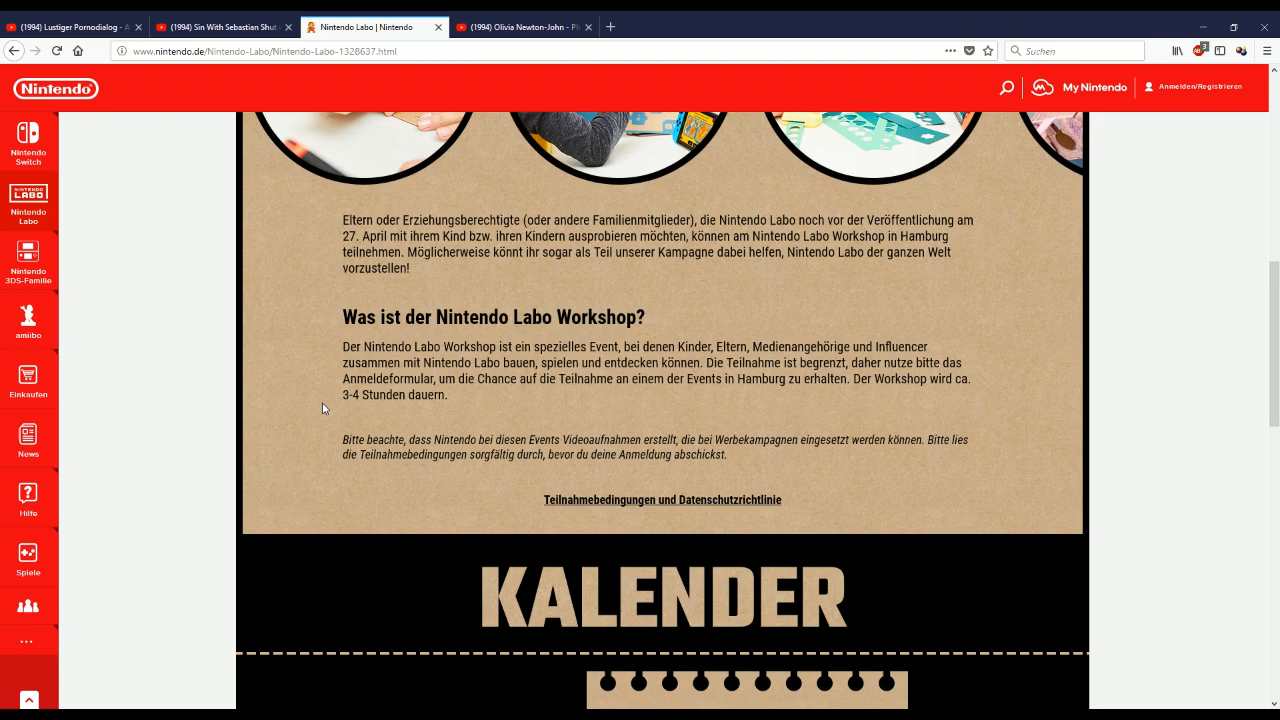 (1994) Lustiger Pornodialog - A
(1994) Sin With Sebastian Shut
Nintendo Labo | Nintendo
(1994) Olivia Newton-John - Ph
www.nintendo.de/Nintendo-Labo/Nintendo-Labo-1328637.html
Suchen
3
Nintendo
My Nintendo
Anmelden/Registrieren
Nintendo
Switch
NINTENDO
LABO
Nintendo
Labo
Nintendo
3DS-Familie
amiibo
Einkaufen
News
Hilfe
Spiele
Eltern oder Erziehungsberechtigte (oder andere Familienmitglieder), die Nintendo Labo noch vor der Veröffentlichung am
27. April mit ihrem Kind bzw. ihren Kindern ausprobieren möchten, können am Nintendo Labo Workshop in Hamburg
teilnehmen. Möglicherweise könnt ihr sogar als Teil unserer Kampagne dabei helfen, Nintendo Labo der ganzen Welt
vorzustellen!
Was ist der Nintendo Labo Workshop?
Der Nintendo Labo Workshop ist ein spezielles Event, bei denen Kinder, Eltern, Medienangehörige und Influencer
zusammen mit Nintendo Labo bauen, spielen und entdecken können. Die Teilnahme ist begrenzt, daher nutze bitte das
Anmeldeformular, um die Chance auf die Teilnahme an einem der Events in Hamburg zu erhalten. Der Workshop wird ca.
3-4 Stunden dauern.
Bitte beachte, dass Nintendo bei diesen Events Videoaufnahmen erstellt, die bei Werbekampagnen eingesetzt werden können. Bitte lies
die Teilnahmebedingungen sorgfältig durch, bevor du deine Anmeldung abschickst.
Teilnahmebedingungen und Datenschutzrichtlinie
KALENDER